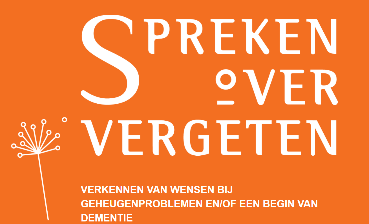 SPREKEN
OVER
VERGETEN
VERKENNEN VAN WENSEN BIJ
GEHEUGENPROBLEMEN EN/OF EEN BEGIN VAN
DEMENTIE